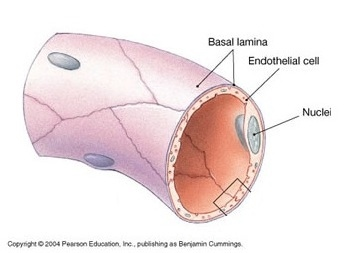 Basal lamina
Endothelial cell
Nuclei
Copyright © 2004 Pearson Education, Inc., publishing as Benjamin Cummings.